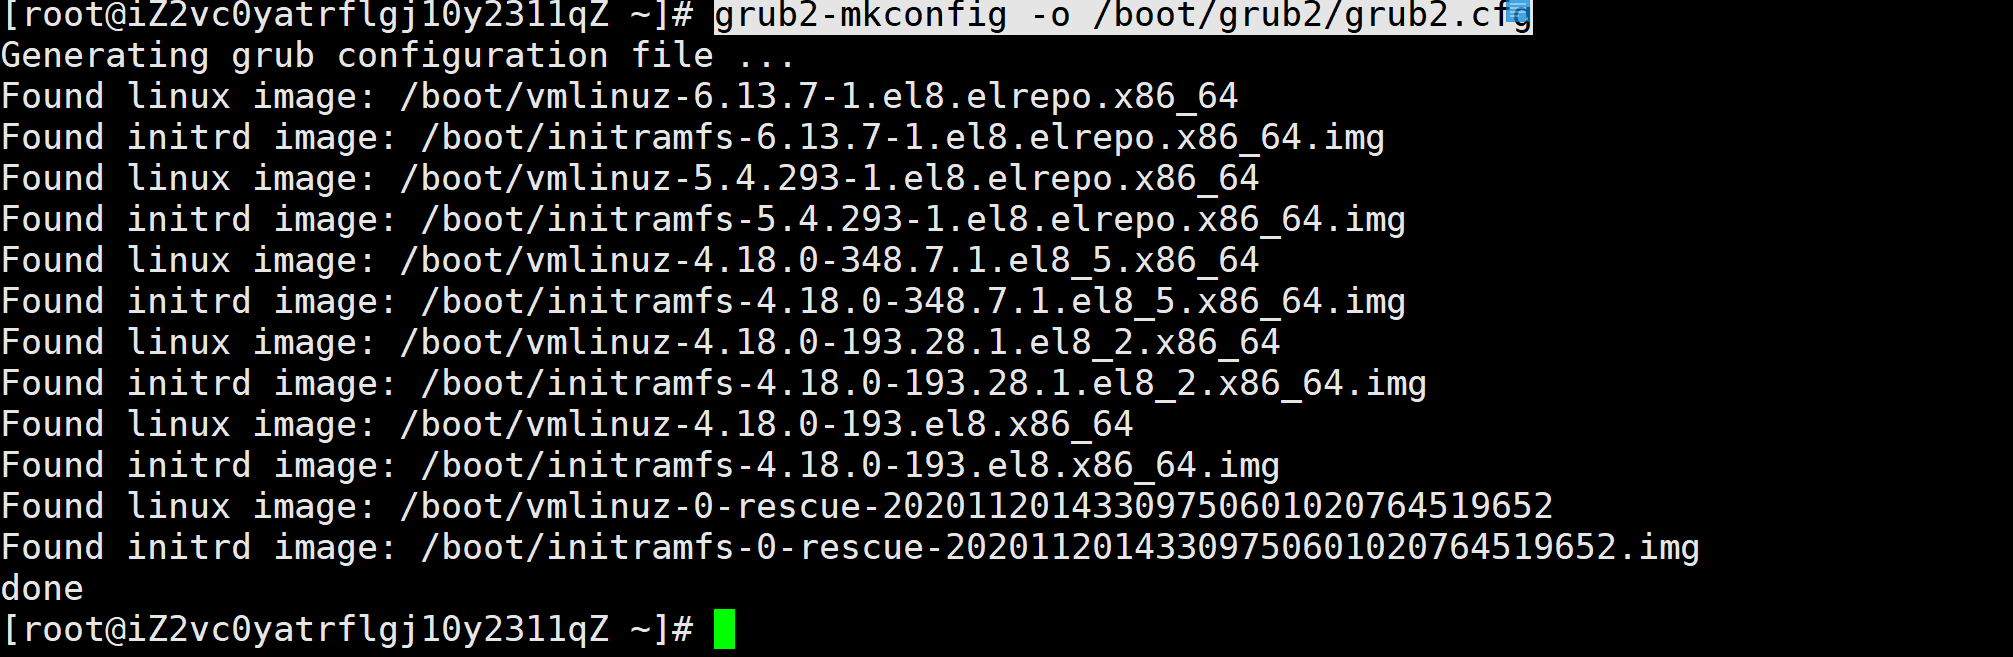 [root@iZ2vc0yatrflgj10y2311qZ ~]# grub2-mkconfig -o /boot/grub2/grub2.cfg
Generating grub configuration file ...
Found linux image: /boot/vmlinuz-6.13.7-1.el8.elrepo.x86_64
Found initrd image: /boot/initramfs-6.13.7-1.el8.elrepo.x86_64.img
Found linux image: /boot/vmlinuz-5.4.293-1.el8.elrepo.x86_64
Found initrd image: /boot/initramfs-5.4.293-1.el8.elrepo.x86_64.img
Found linux image: /boot/vmlinuz-4.18.0-348.7.1.el8_5.x86_64
Found initrd image: /boot/initramfs-4.18.0-348.7.1.el8_5.x86_64.img
Found linux image: /boot/vmlinuz-4.18.0-193.28.1.el8_2.x86_64
Found initrd image: /boot/initramfs-4.18.0-193.28.1.el8_2.x86_64.img
Found linux image: /boot/vmlinuz-4.18.0-193.el8.x86_64
Found initrd image: /boot/initramfs-4.18.0-193.el8.x86_64.img
Found linux image: /boot/vmlinuz-0-rescue-20201120143309750601020764519652
Found initrd image: /boot/initramfs-0-rescue-20201120143309750601020764519652.img
done
[root@iZ2vc0yatrflgj10y2311qZ ~]#